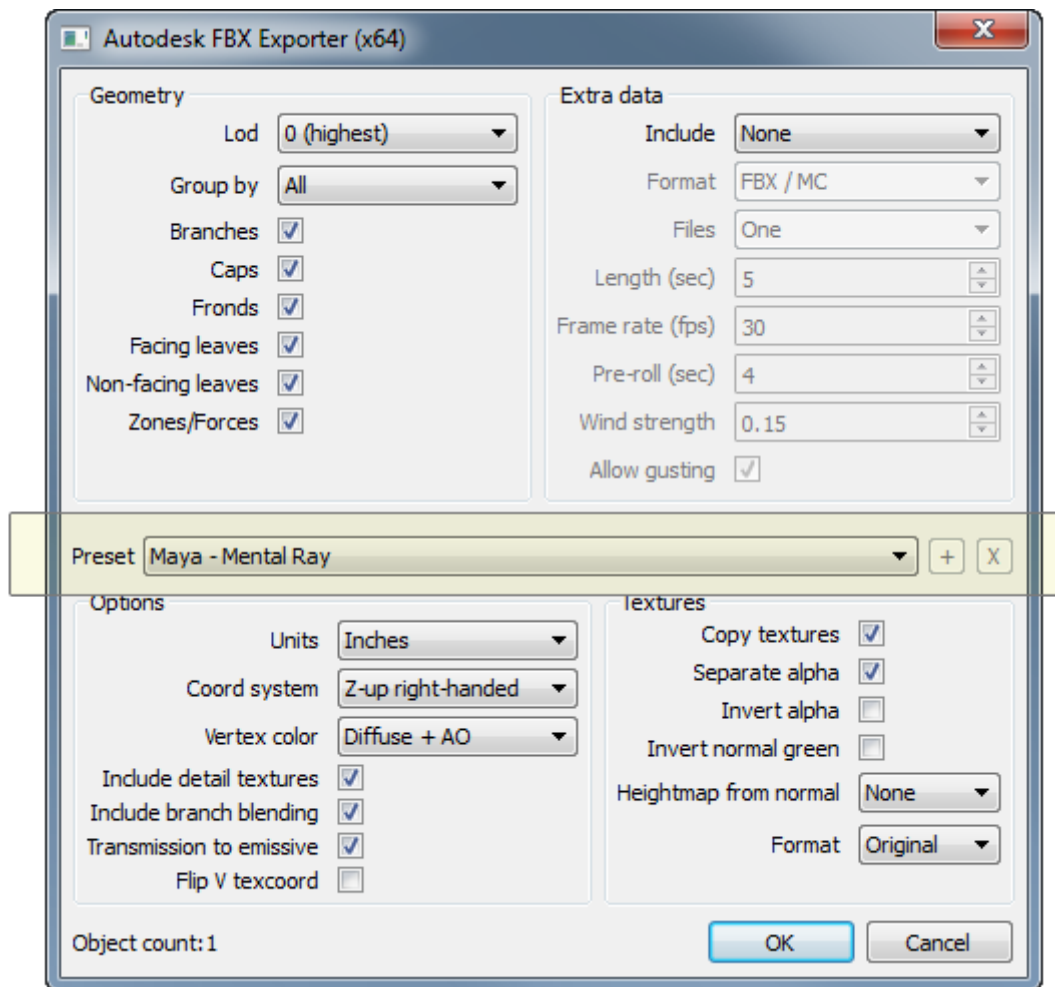 Autodesk FBX Exporter (x64)
Geometry
Lod 0 (highest)
Group by All
Branches
Caps
Fronds
Facing leaves
Non-facing leaves
Zones/Forces
Extra data
Include None
Format FBX / MC
Files One
Length (sec) 5
Frame rate (fps) 30
Pre-roll (sec) 4
Wind strength 0.15
Allow gusting
Preset Maya - Mental Ray + X
Options
Units Inches
Coord system Z-up right-handed
Vertex color Diffuse + AO
Include detail textures
Include branch blending
Transmission to emissive
Flip V texcoord
Textures
Copy textures
Separate alpha
Invert alpha
Invert normal green
Heightmap from normal None
Format Original
Object count: 1
OK Cancel